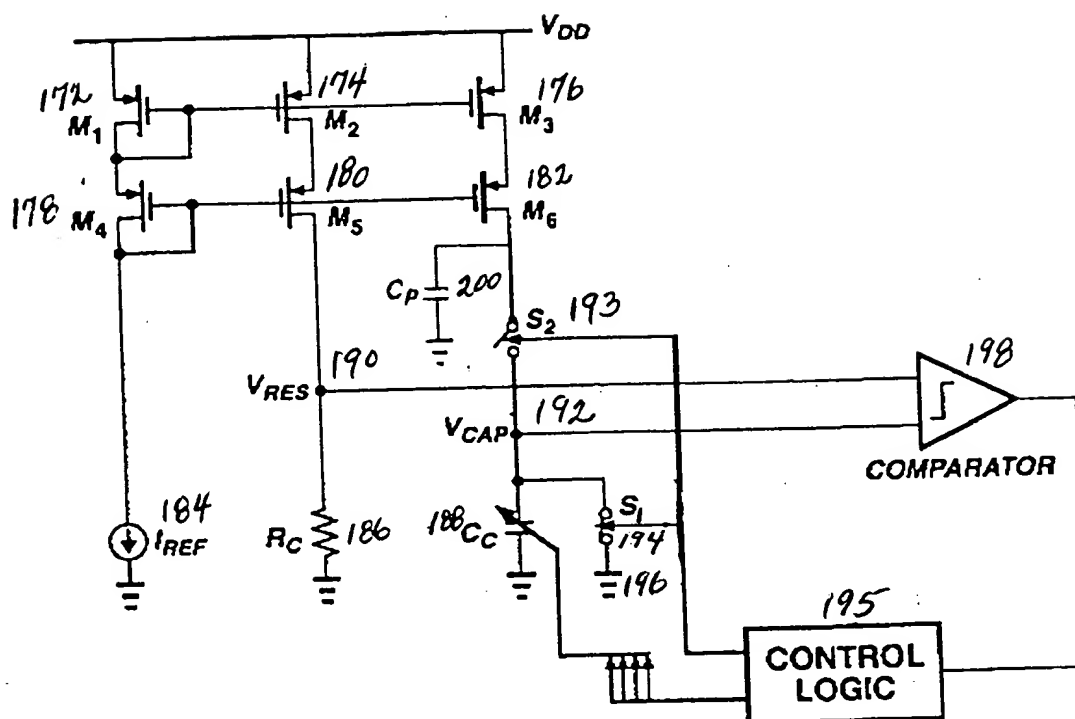 VDD
172
174
176
M1
M2
M3
178
180
182
M4
M5
M6
CP
200
S2
193
190
198
VRES
192
VCAP
COMPARATOR
184
IREF
RC
186
188
CC
S1
194
196
195
CONTROL
LOGIC